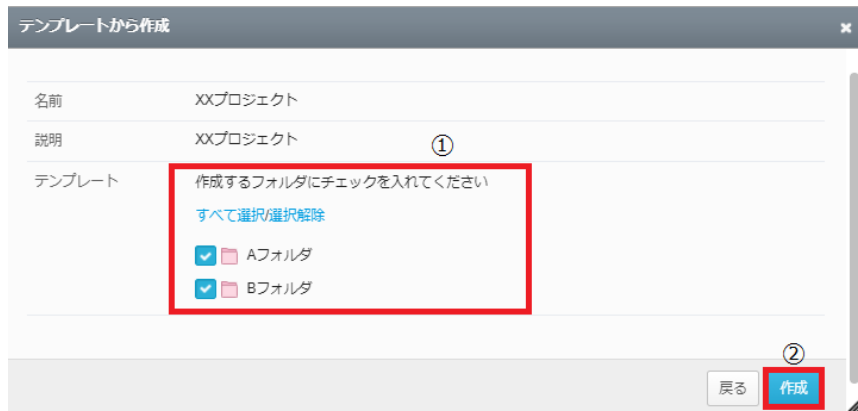 テンプレートから作成 ×
名前 XXプロジェクト
説明 XXプロジェクト
①
テンプレート 作成するフォルダにチェックを入れてください
すべて選択/選択解除
Aフォルダ
Bフォルダ
②
戻る 作成